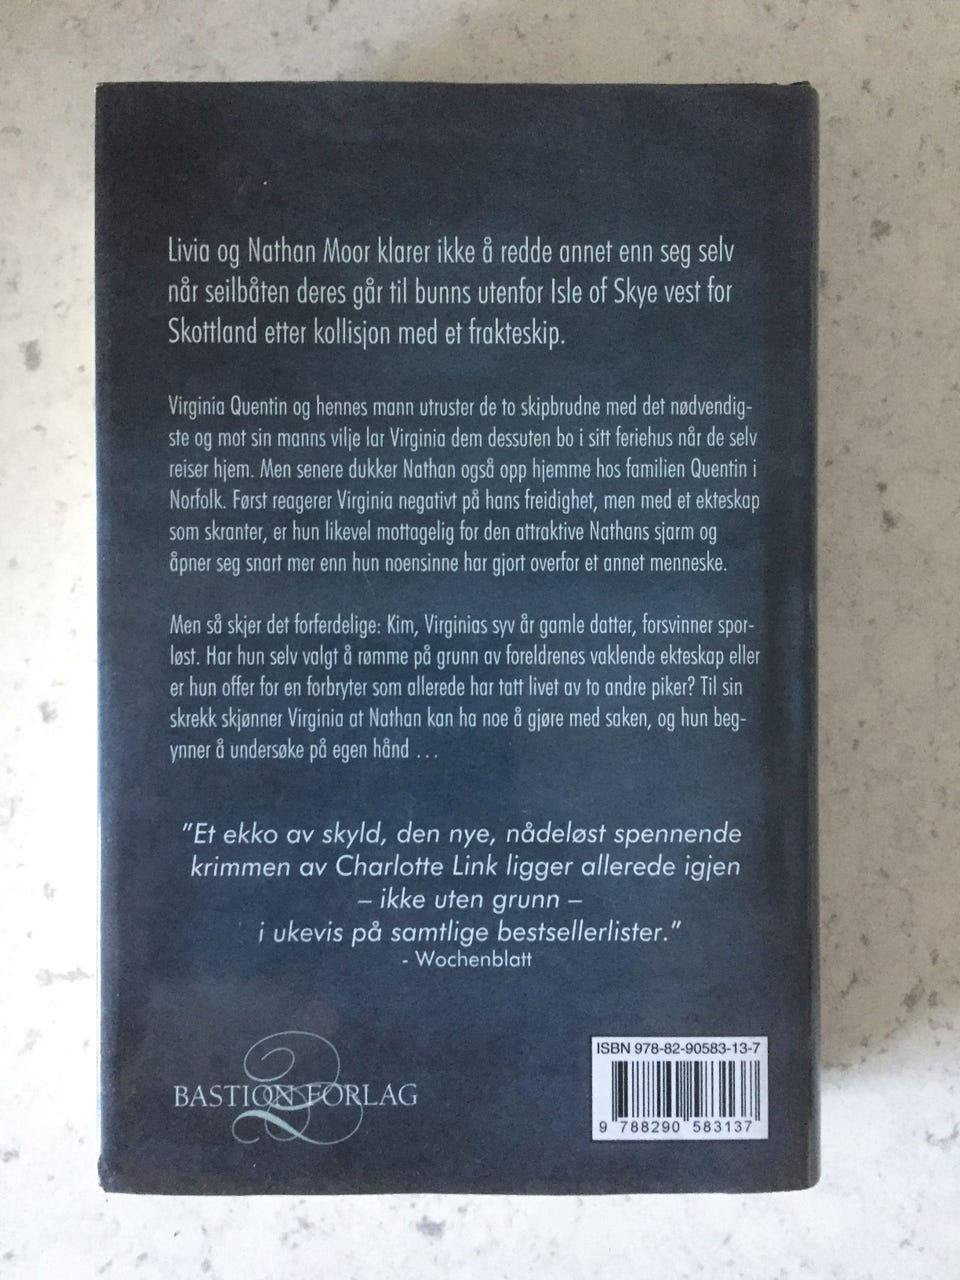 Livia og Nathan Moor klarer ikke å redde annet enn seg selv
når seilbåten deres går til bunns utenfor Isle of Skye vest for
Skottland etter kollisjon med et frakteskip.
Virginia Quentin og hennes mann utruster de to skipbrudne med det nødvendig-
ste og mot sin manns vilje lar Virginia dem dessuten bo i sitt feriehus når de selv
reiser hjem. Men senere dukker Nathan også opp hjemme hos familien Quentin i
Norfolk. Først reagerer Virginia negativt på hans freidighet, men med et ekteskap
som skranter, er hun likevel mottagelig for den attraktive Nathans sjarm og
åpner seg snart mer enn hun noensinne har gjort overfor et annet menneske.
Men så skjer det forferdelige: Kim, Virginias syv år gamle datter, forsvinner spor-
løst. Har hun selv valgt å rømme på grunn av foreldrenes vaklende ekteskap eller
er hun offer for en forbryter som allerede har tatt livet av to andre piker? Til sin
skrekk skjønner Virginia at Nathan kan ha noe å gjøre med saken, og hun beg-
ynner å undersøke på egen hånd ...
"Et ekko av skyld, den nye, nådeløst spennende
krimmen av Charlotte Link ligger allerede igjen
– ikke uten grunn –
i ukevis på samtlige bestsellerlister."
- Wochenblatt
BASTION FORLAG
ISBN 978-82-90583-13-7
9 788290 583137